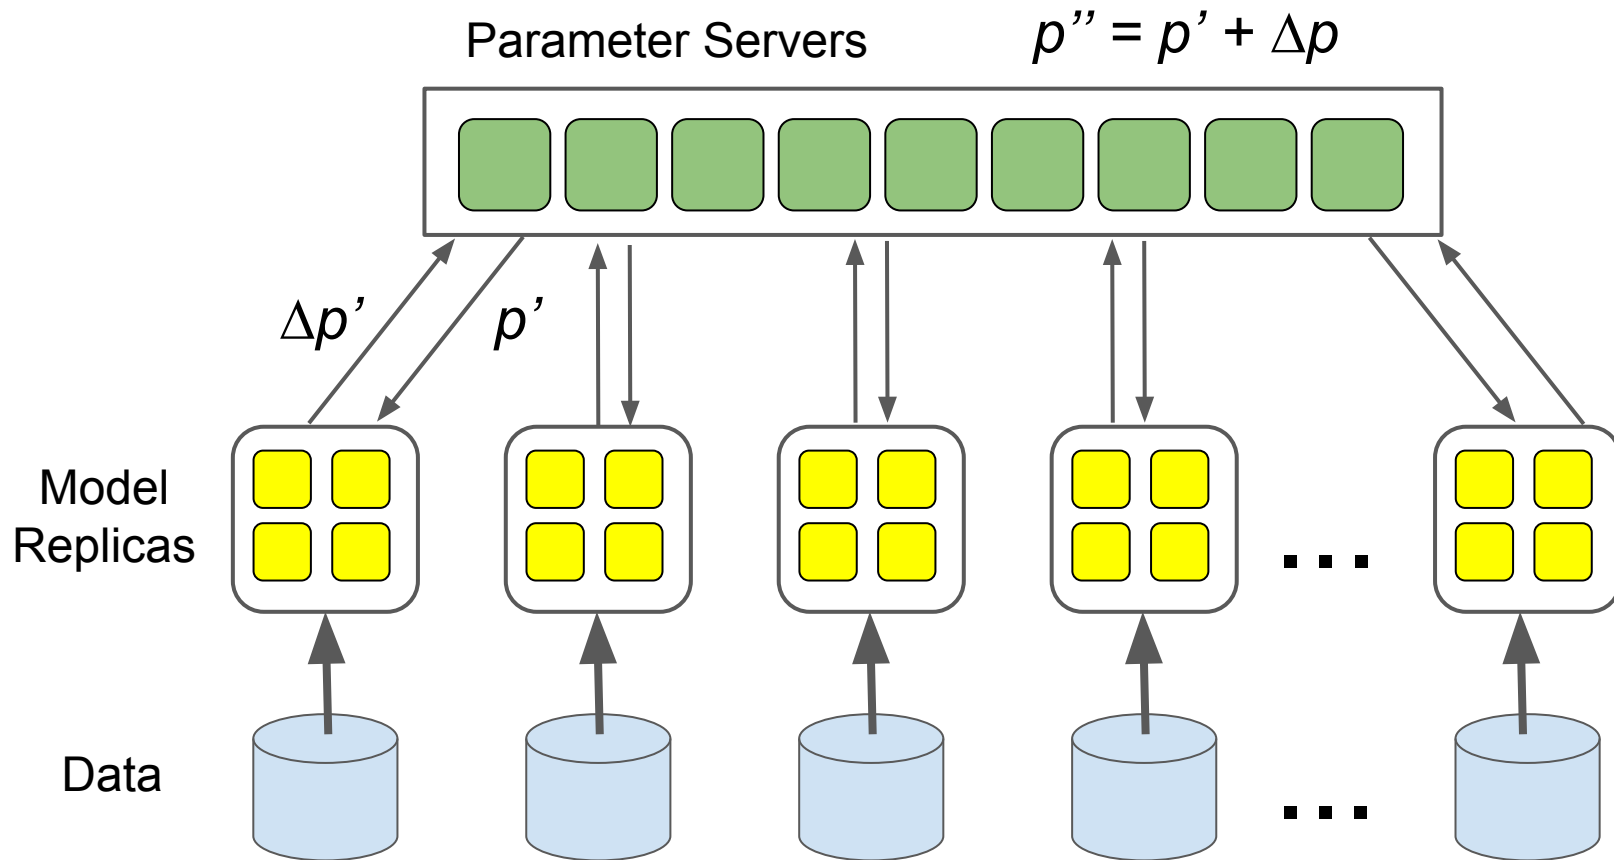 Parameter Servers
p’’ = p’ + Δp
Δp’
p’
Model
Replicas
...
Data
...